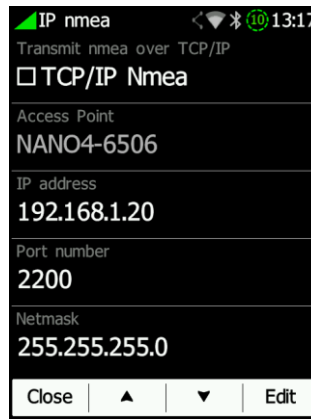 IP nmea 10 13:17
Transmit nmea over TCP/IP
TCP/IP Nmea
Access Point
NANO4-6506
IP address
192.168.1.20
Port number
2200
Netmask
255.255.255.0
Close Edit